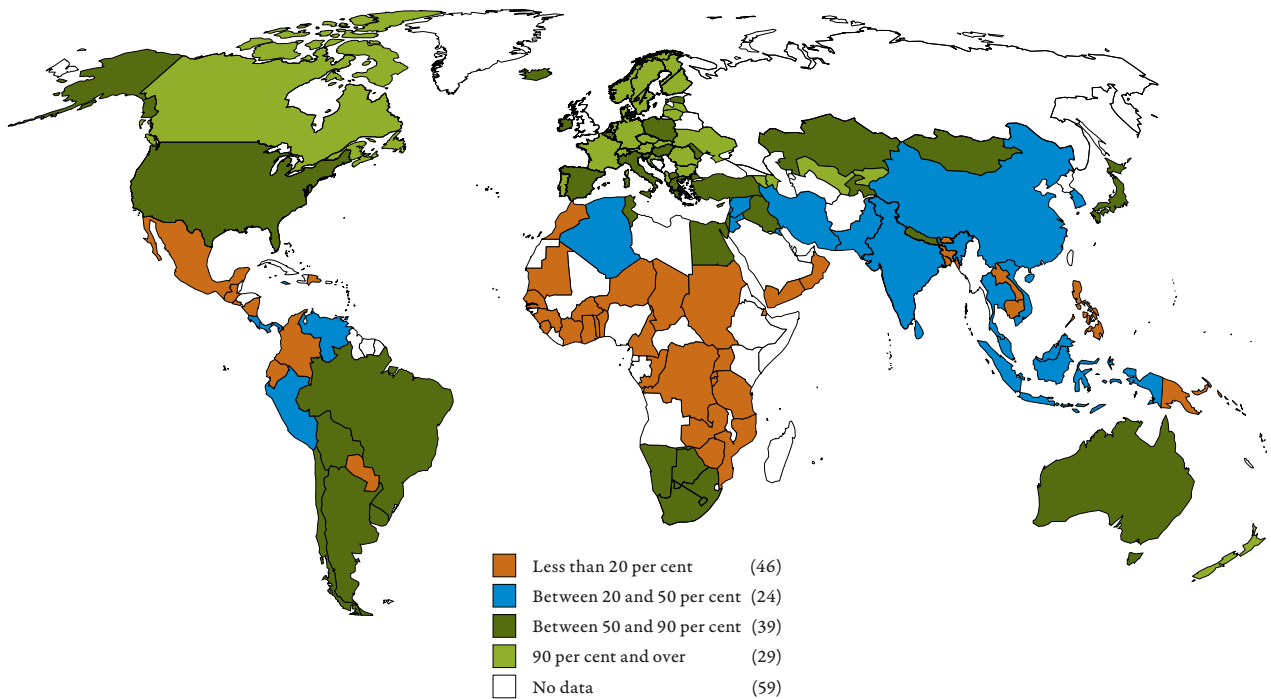 Less than 20 per cent (46)
Between 20 and 50 per cent (24)
Between 50 and 90 per cent (39)
90 per cent and over (29)
No data (59)